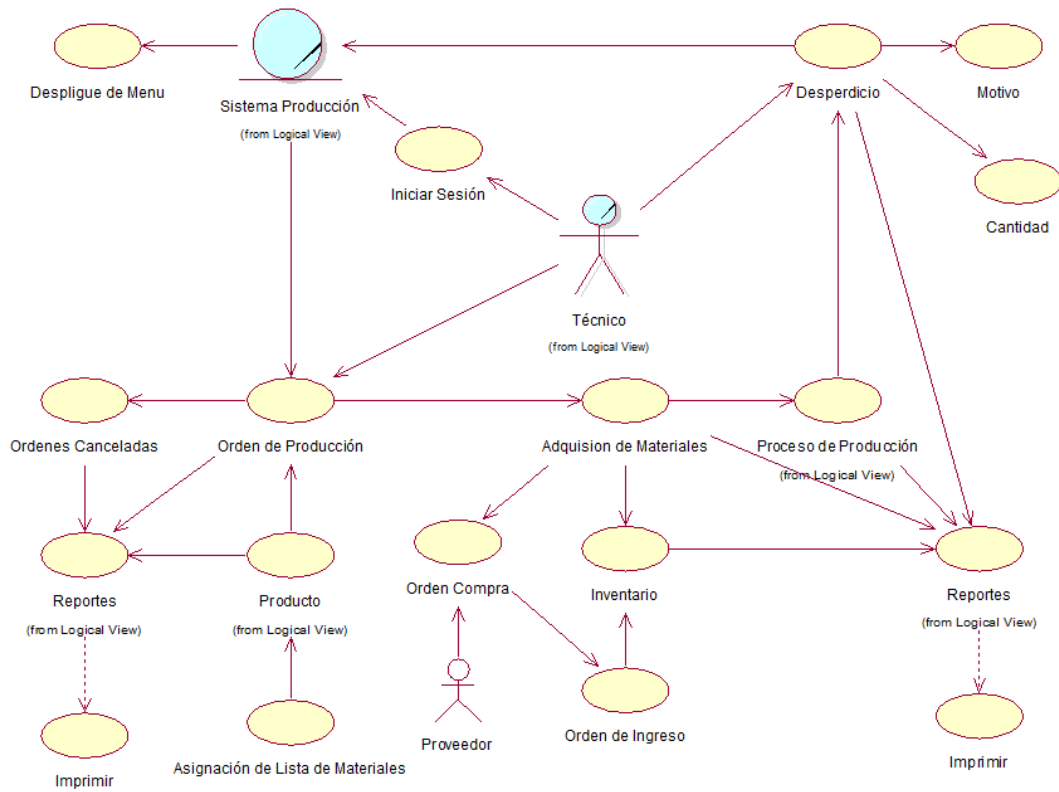 Despligue de Menu
Sistema Producción
(from Logical View)
Desperdicio
Motivo
Iniciar Sesión
Cantidad
Técnico
(from Logical View)
Ordenes Canceladas
Orden de Producción
Adquision de Materiales
Proceso de Producción
(from Logical View)
Reportes
(from Logical View)
Producto
(from Logical View)
Orden Compra
Inventario
Reportes
(from Logical View)
Imprimir
Asignación de Lista de Materiales
Proveedor
Orden de Ingreso
Imprimir